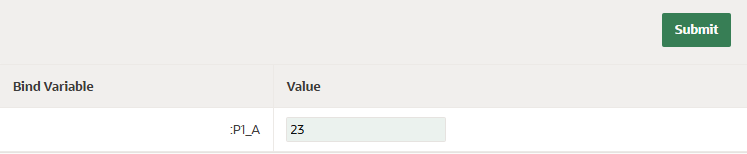 Submit
Bind Variable Value
:P1_A 23